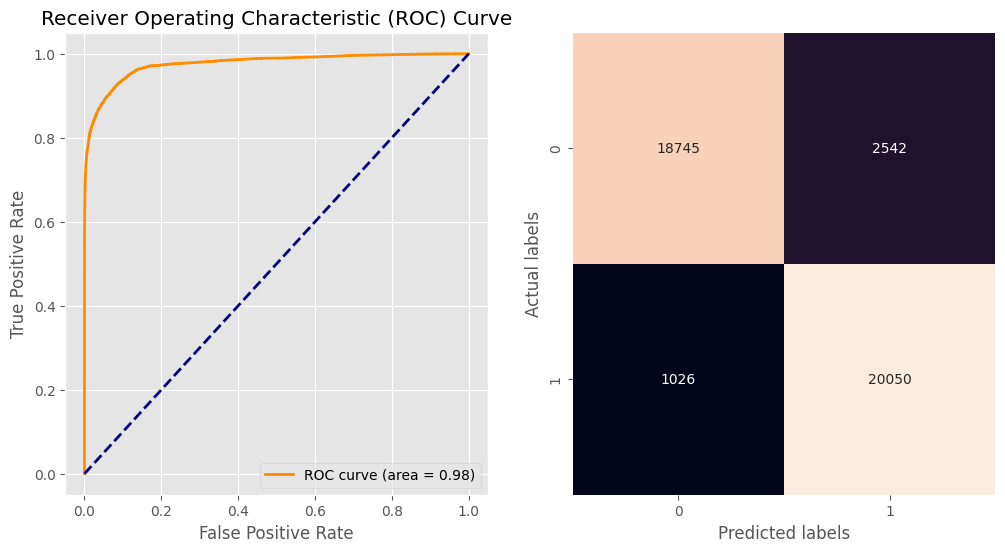 Receiver Operating Characteristic (ROC) Curve
True Positive Rate
1.0
0.8
0.6
0.4
0.2
0.0
ROC curve (area = 0.98)
0.0 0.2 0.4 0.6 0.8 1.0
False Positive Rate
Actual labels
0
18745 2542
1
1026 20050
0 1
Predicted labels